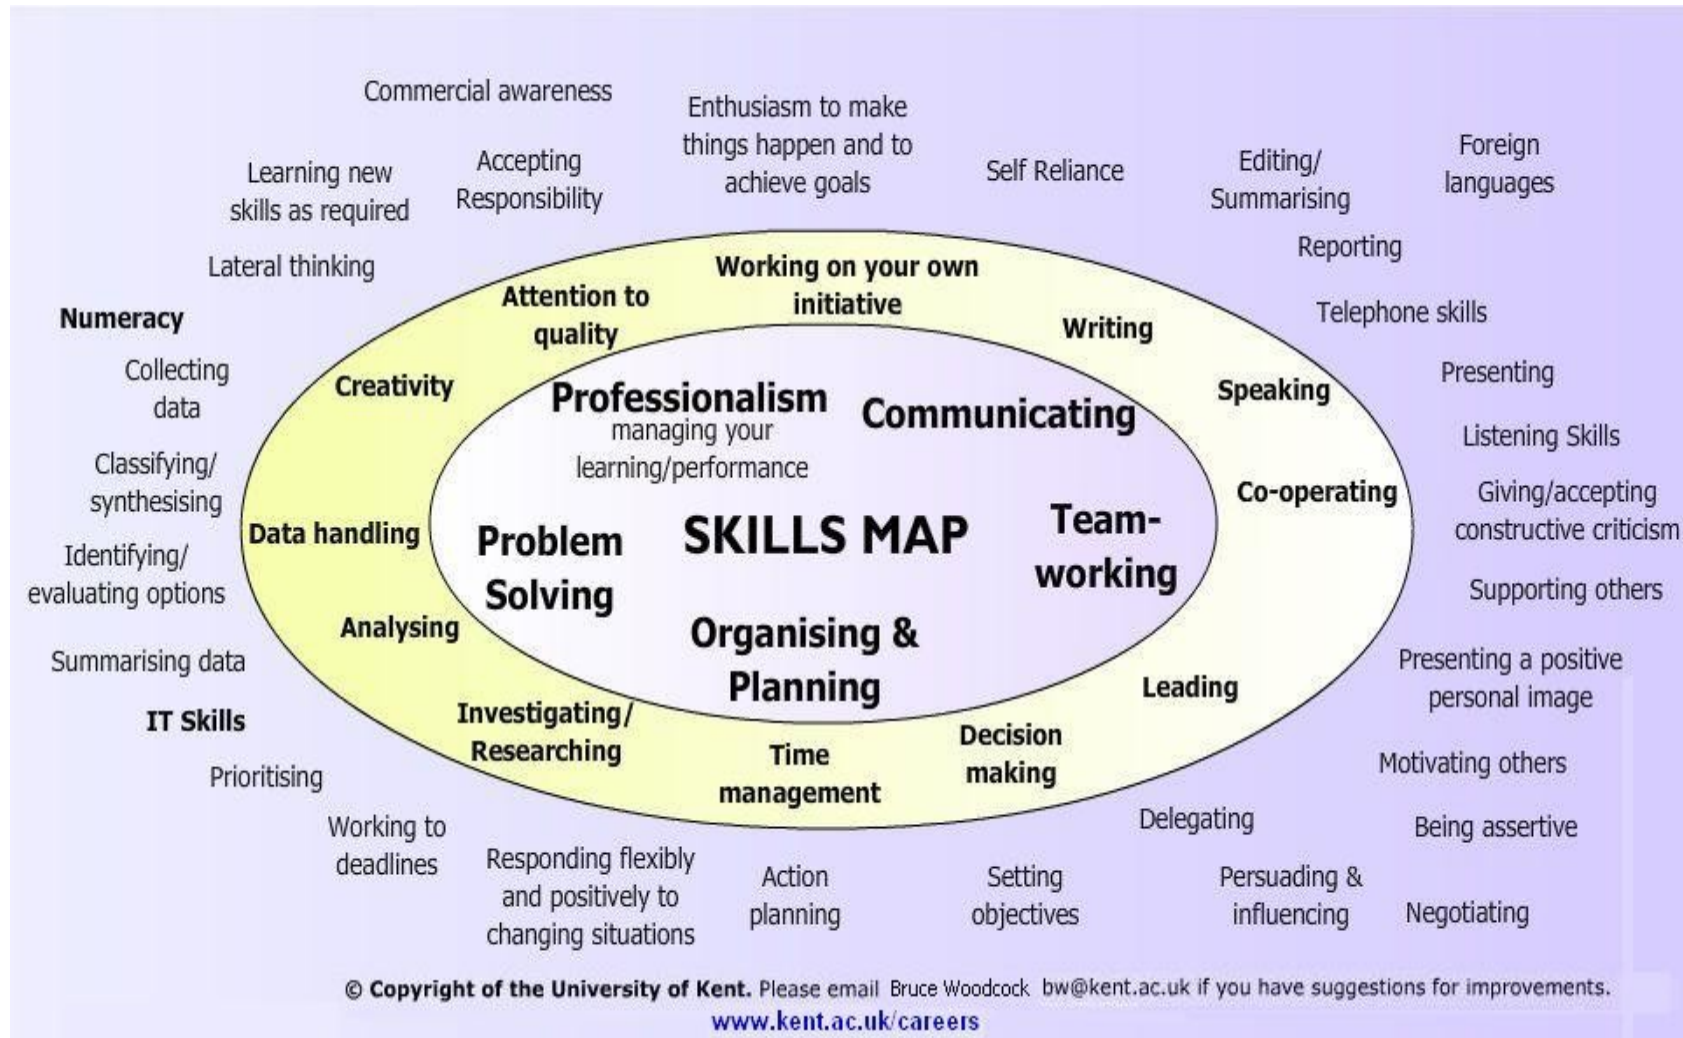 Commercial awareness
Enthusiasm to make
things happen and to
achieve goals
Learning new
skills as required
Accepting
Responsibility
Self Reliance
Editing/
Summarising
Foreign
languages
Reporting
Lateral thinking
Numeracy
Collecting
data
Classifying/
synthesising
Identifying/
evaluating options
Summarising data
IT Skills
Prioritising
Working to
deadlines
Responding flexibly
and positively to
changing situations
Action
planning
Setting
objectives
Delegating
Persuading &
influencing
Negotiating
Being assertive
Motivating others
Presenting a positive
personal image
Supporting others
Giving/accepting
constructive criticism
Listening Skills
Presenting
Telephone skills
Working on your own
initiative
Attention to
quality
Creativity
Data handling
Analysing
Investigating/
Researching
Time
management
Decision
making
Leading
Co-operating
Speaking
Writing
Professionalism
managing your
learning/performance
Communicating
Problem
Solving
SKILLS MAP
Team-
working
Organising &
Planning
© Copyright of the University of Kent. Please email Bruce Woodcock bw@kent.ac.uk if you have suggestions for improvements.
www.kent.ac.uk/careers